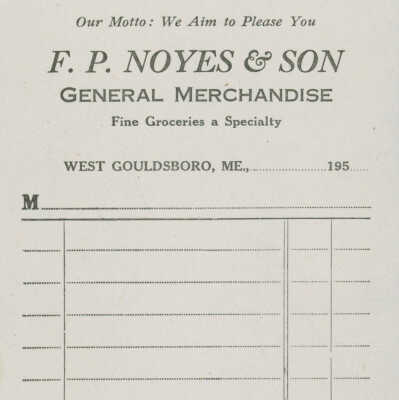 Our Motto: We Aim to Please You
F. P. NOYES & SON
GENERAL MERCHANDISE
Fine Groceries a Specialty
WEST GOULDSBORO, ME., 195
M